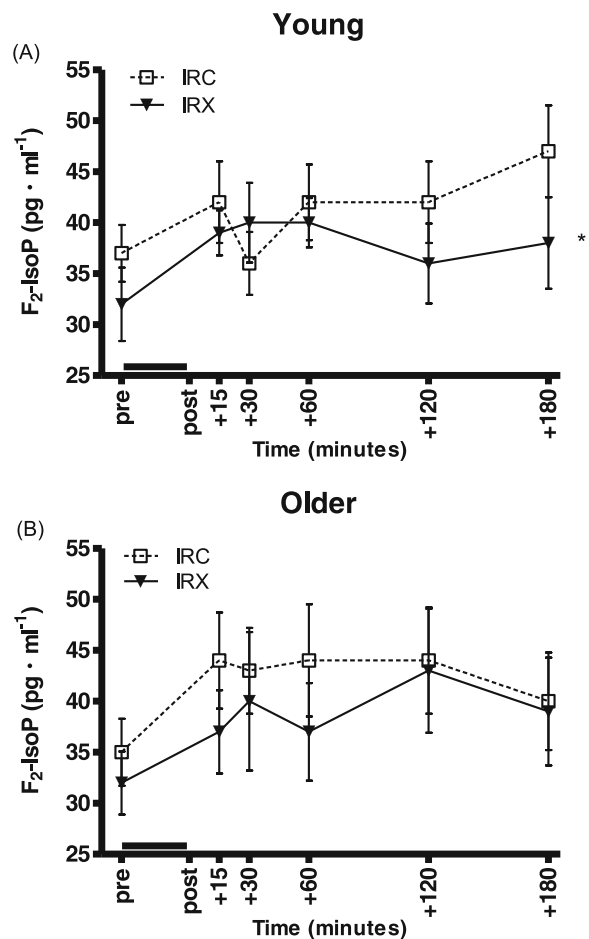 Young
(A)
IRC
IRX
F₂-IsoP (pg · ml⁻¹)
55
50
45
40
35
30
25
pre
post
+15
+30
+60
+120
+180
*
Time (minutes)
Older
(B)
IRC
IRX
F₂-IsoP (pg · ml⁻¹)
55
50
45
40
35
30
25
pre
post
+15
+30
+60
+120
+180
Time (minutes)